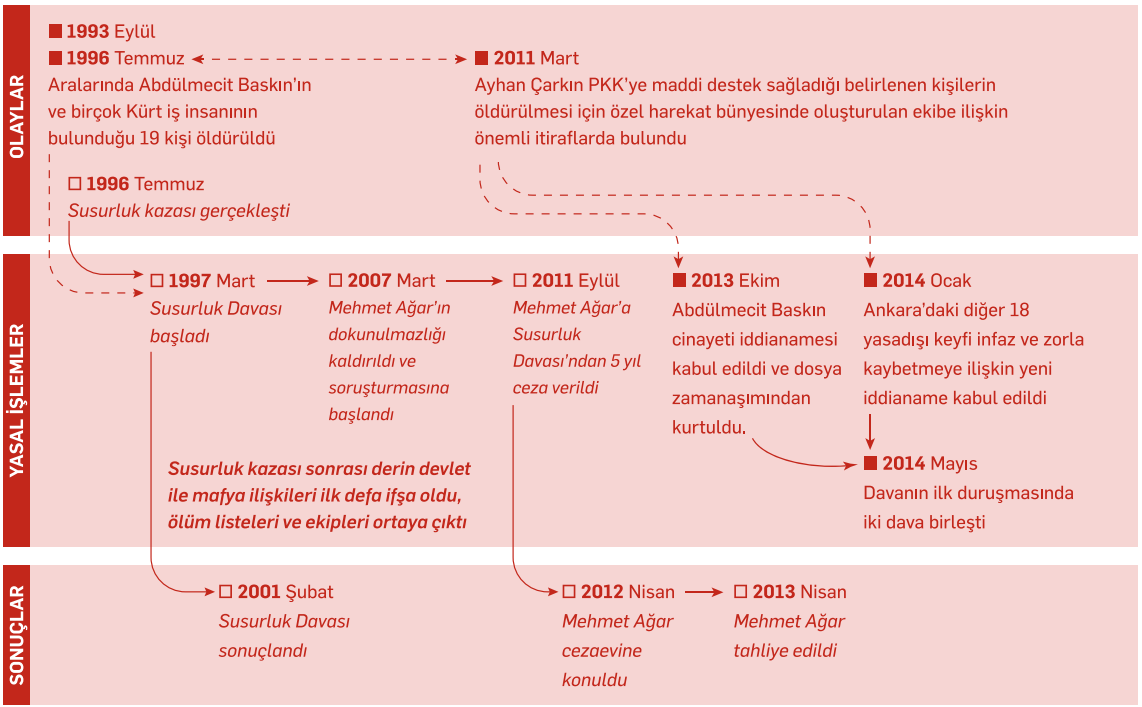 OLAYLAR
■ 1993 Eylül
■ 1996 Temmuz
Aralarında Abdülmecit Baskın’ın
ve birçok Kürt iş insanının
bulunduğu 19 kişi öldürüldü
■ 2011 Mart
Ayhan Çarkın PKK’ye maddi destek sağladığı belirlenen kişilerin
öldürülmesi için özel harekat bünyesinde oluşturulan ekibe ilişkin
önemli itiraflarda bulundu
□ 1996 Temmuz
Susurluk kazası gerçekleşti
YASAL İŞLEMLER
□ 1997 Mart
Susurluk Davası
başladı
□ 2007 Mart
Mehmet Ağar’ın
dokunulmazlığı
kaldırıldı ve
soruşturmasına
başlandı
□ 2011 Eylül
Mehmet Ağar’a
Susurluk
Davası’ndan 5 yıl
ceza verildi
■ 2013 Ekim
Abdülmecit Baskın
cinayeti iddianamesi
kabul edildi ve dosya
zamanaşımından
kurtuldu.
■ 2014 Ocak
Ankara’daki diğer 18
yasadışı keyfi infaz ve zorla
kaybetmeye ilişkin yeni
iddianame kabul edildi
■ 2014 Mayıs
Davanın ilk duruşmasında
iki dava birleşti
Susurluk kazası sonrası derin devlet
ile mafya ilişkileri ilk defa ifşa oldu,
ölüm listeleri ve ekipleri ortaya çıktı
SONUÇLAR
□ 2001 Şubat
Susurluk Davası
sonuçlandı
□ 2012 Nisan
Mehmet Ağar
cezaevine
konuldu
□ 2013 Nisan
Mehmet Ağar
tahliye edildi